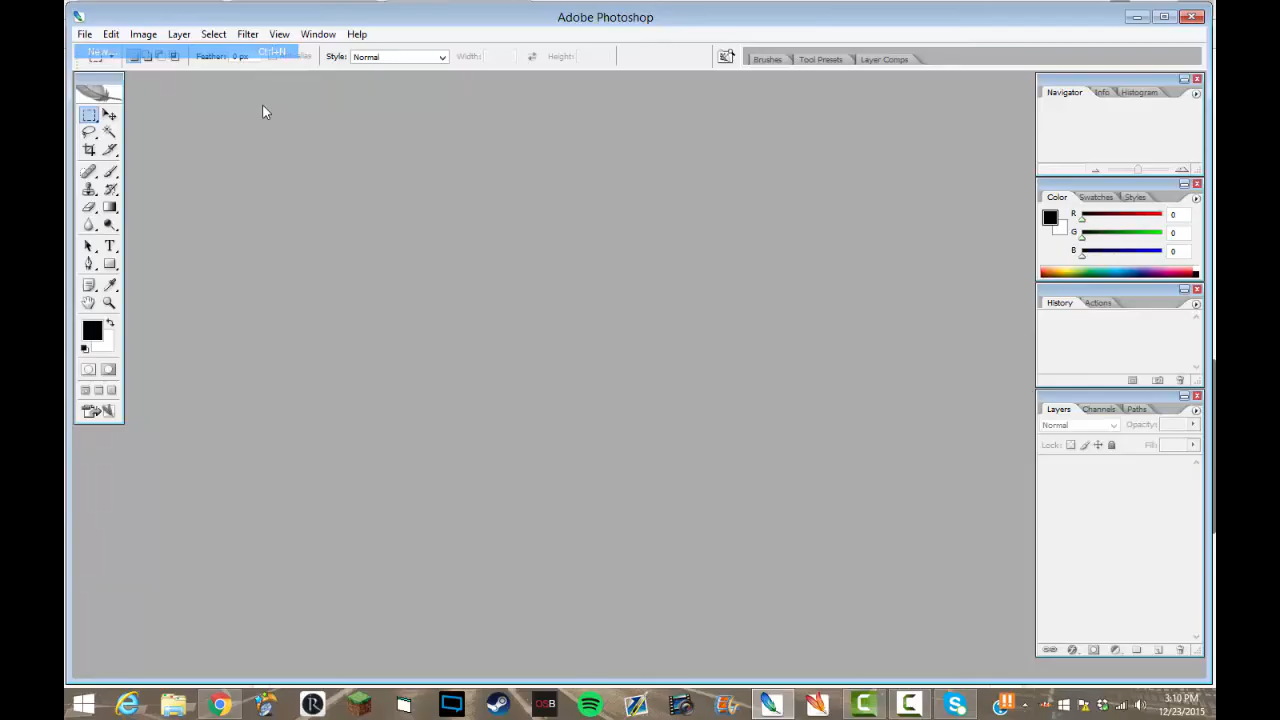 Adobe Photoshop
File Edit Image Layer Select Filter View Window Help
New... Ctrl+N
Feather: 0 px Style: Normal Width: Height: Brushes Tool Presets Layer Comps
Navigator Info Histogram
Color Swatches Styles
R 0
G 0
B 0
T
History Actions
Layers Channels Paths
Normal Opacity:
Lock: Fill:
3:10 PM
12/23/2015